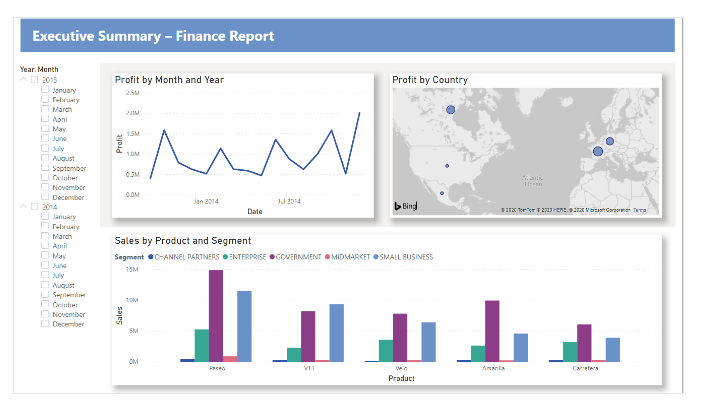 Executive Summary – Finance Report
Year, Month
2013
January
February
March
April
May
June
July
August
September
October
November
December
2014
January
February
March
April
May
June
July
August
September
October
November
December
Profit by Month and Year
2.5M
2.0M
1.5M
1.0M
0.5M
0.0M
Profit
Jan 2014
Jul 2014
Date
Profit by Country
Atlantic
Ocean
Bing
© 2020 TomTom © 2023 HERE, © 2020 Microsoft Corporation Terms
Sales by Product and Segment
Segment CHANNEL PARTNERS ENTERPRISE GOVERNMENT MIDMARKET SMALL BUSINESS
15M
10M
5M
0M
Sales
Paseo
VTT
Velo
Amarilla
Carretera
Product